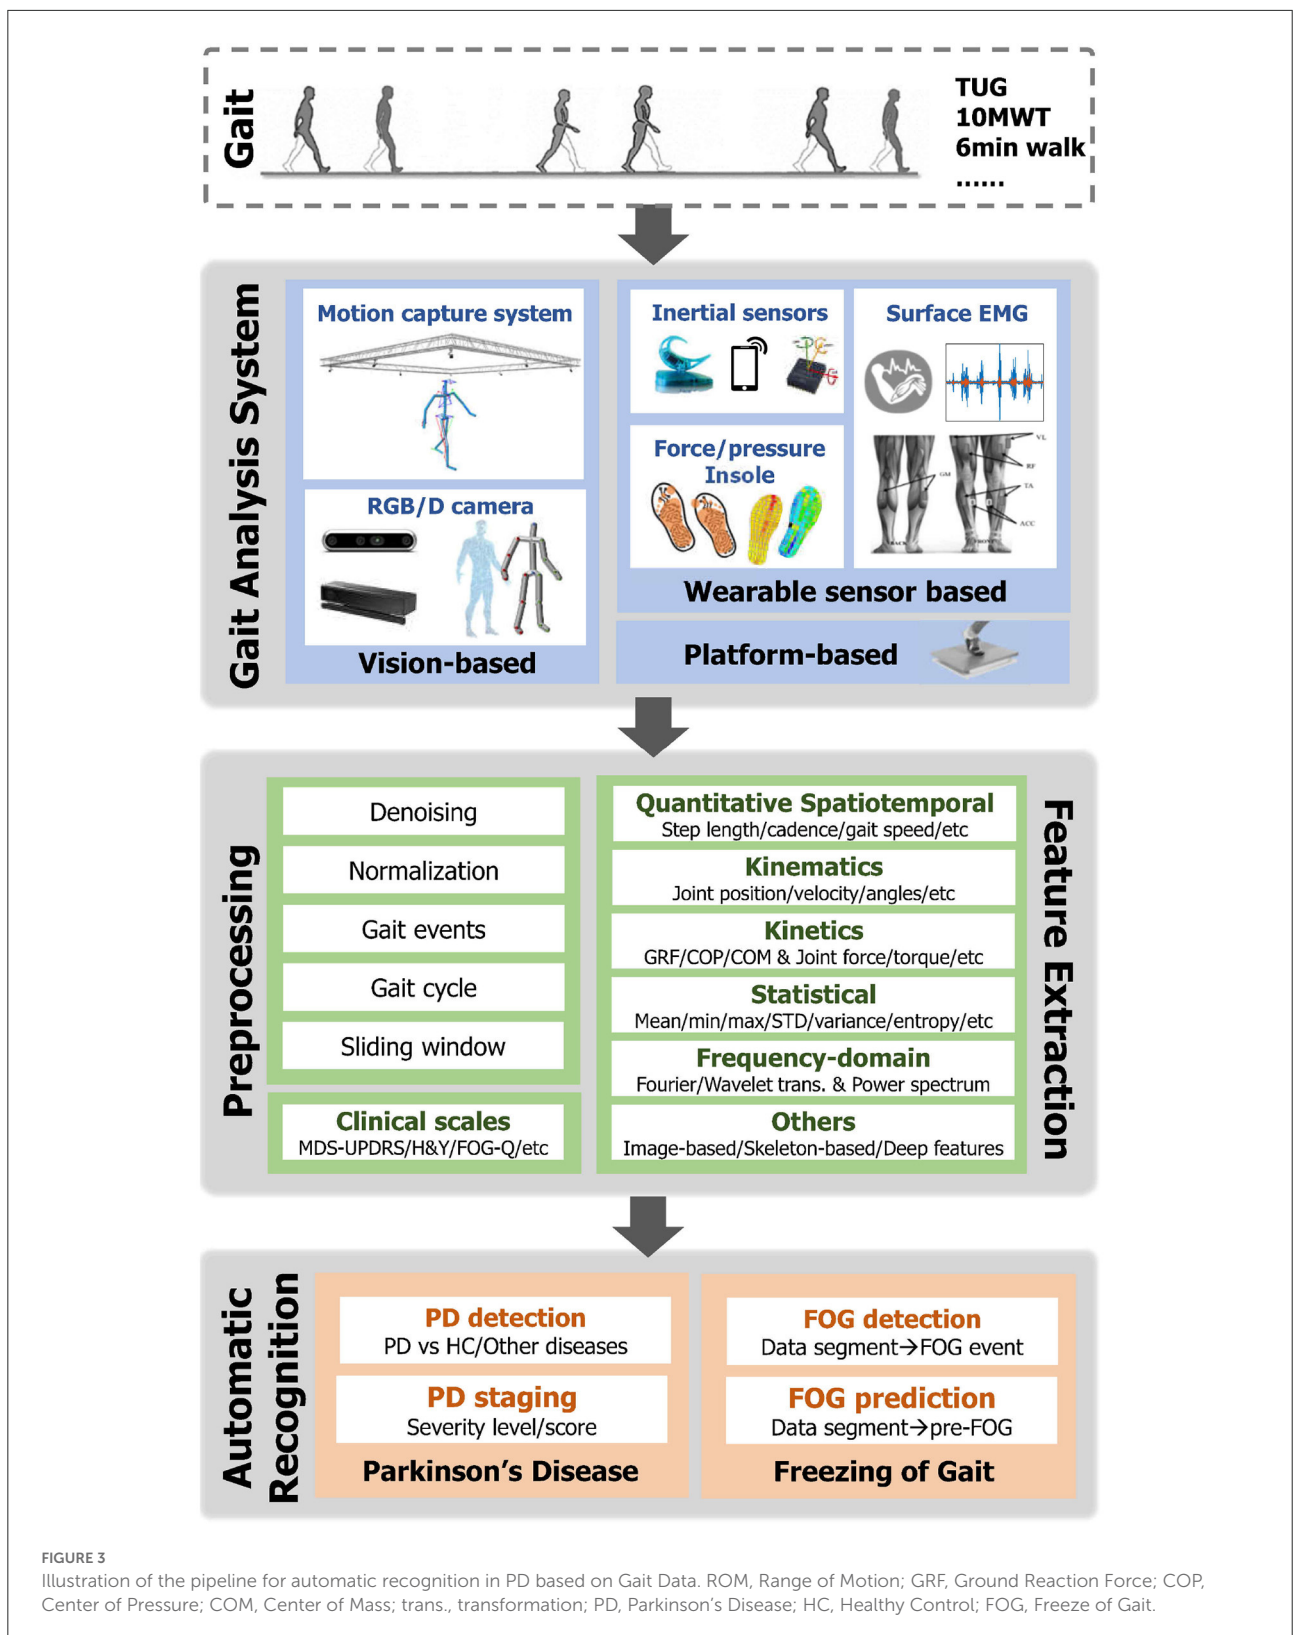 Gait
TUG
10MWT
6min walk
......
Gait Analysis System
Motion capture system
RGB/D camera
Vision-based
Inertial sensors
Force/pressure
Insole
Surface EMG
VL
RF
GM
TA
ACC
BACK
FRONT
Wearable sensor based
Platform-based
Preprocessing
Denoising
Normalization
Gait events
Gait cycle
Sliding window
Clinical scales
MDS-UPDRS/H&Y/FOG-Q/etc
Quantitative Spatiotemporal
Step length/cadence/gait speed/etc
Kinematics
Joint position/velocity/angles/etc
Kinetics
GRF/COP/COM & Joint force/torque/etc
Statistical
Mean/min/max/STD/variance/entropy/etc
Frequency-domain
Fourier/Wavelet trans. & Power spectrum
Others
Image-based/Skeleton-based/Deep features
Feature Extraction
Automatic
Recognition
PD detection
PD vs HC/Other diseases
PD staging
Severity level/score
Parkinson's Disease
FOG detection
Data segment→FOG event
FOG prediction
Data segment→pre-FOG
Freezing of Gait
FIGURE 3
Illustration of the pipeline for automatic recognition in PD based on Gait Data. ROM, Range of Motion; GRF, Ground Reaction Force; COP,
Center of Pressure; COM, Center of Mass; trans., transformation; PD, Parkinson's Disease; HC, Healthy Control; FOG, Freeze of Gait.